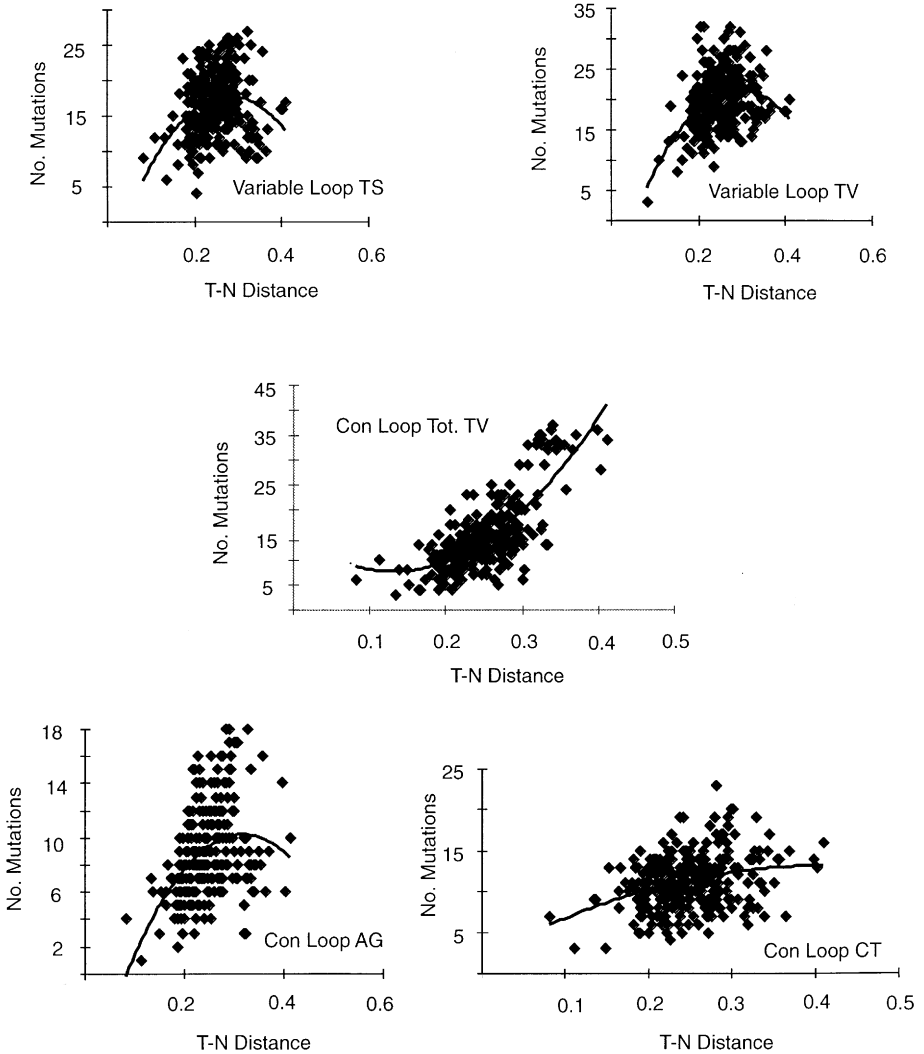 No. Mutations
25
15
5
Variable Loop TS
0.2 0.4 0.6
T-N Distance
No. Mutations
35
25
15
5
Variable Loop TV
0.2 0.4 0.6
T-N Distance
No. Mutations
45
35
25
15
5
Con Loop Tot. TV
0.1 0.2 0.3 0.4 0.5
T-N Distance
No. Mutations
18
14
10
6
2
Con Loop AG
0.2 0.4 0.6
T-N Distance
No. Mutations
25
15
5
Con Loop CT
0.1 0.2 0.3 0.4 0.5
T-N Distance